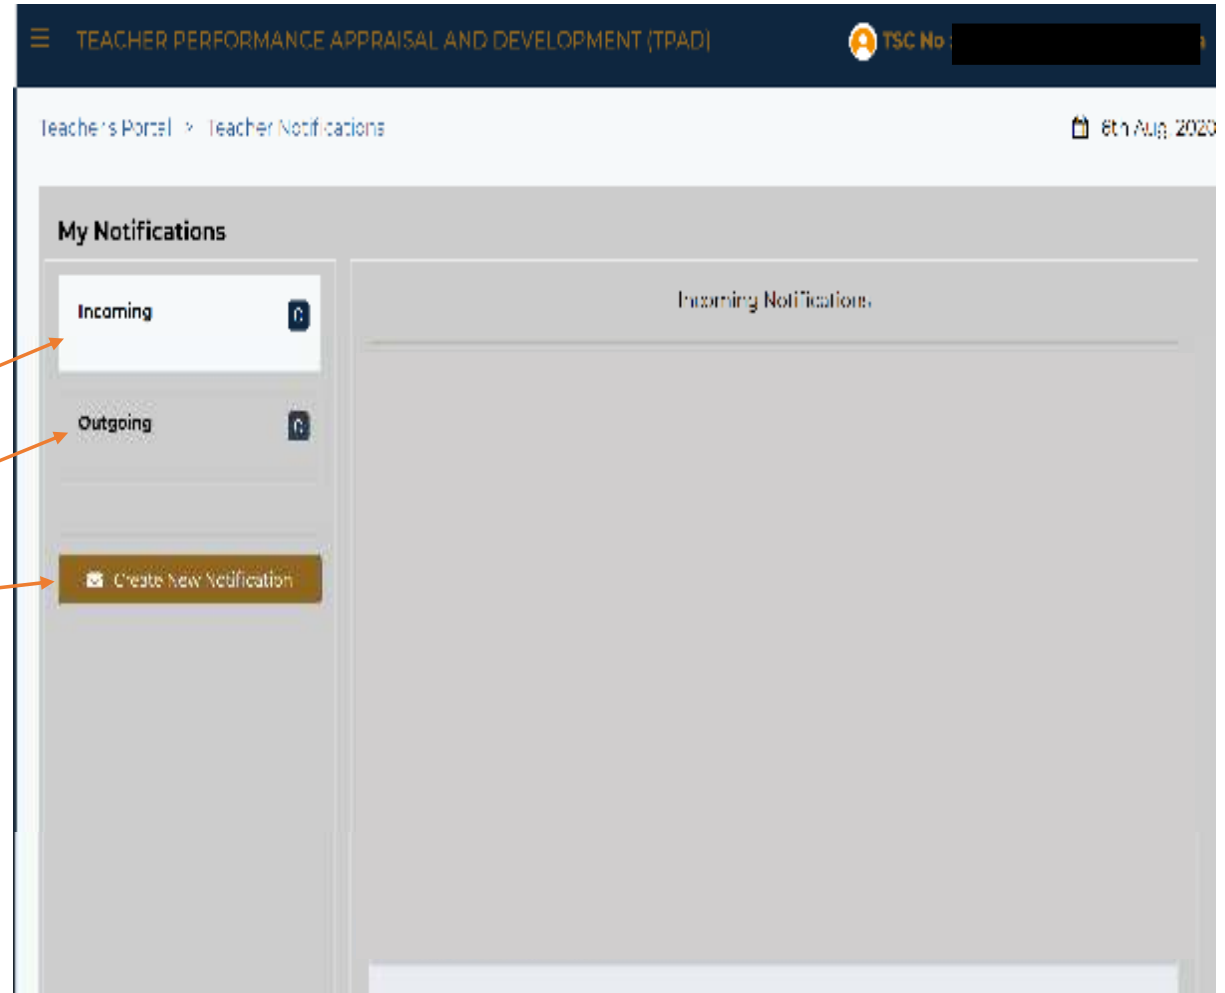 TEACHER PERFORMANCE APPRAISAL AND DEVELOPMENT (TPAD)
TSC No :
Teacher's Portal > Teacher Notifications
6th Aug, 2020
My Notifications
Incoming
Incoming Notifications
Outgoing
Create New Notification